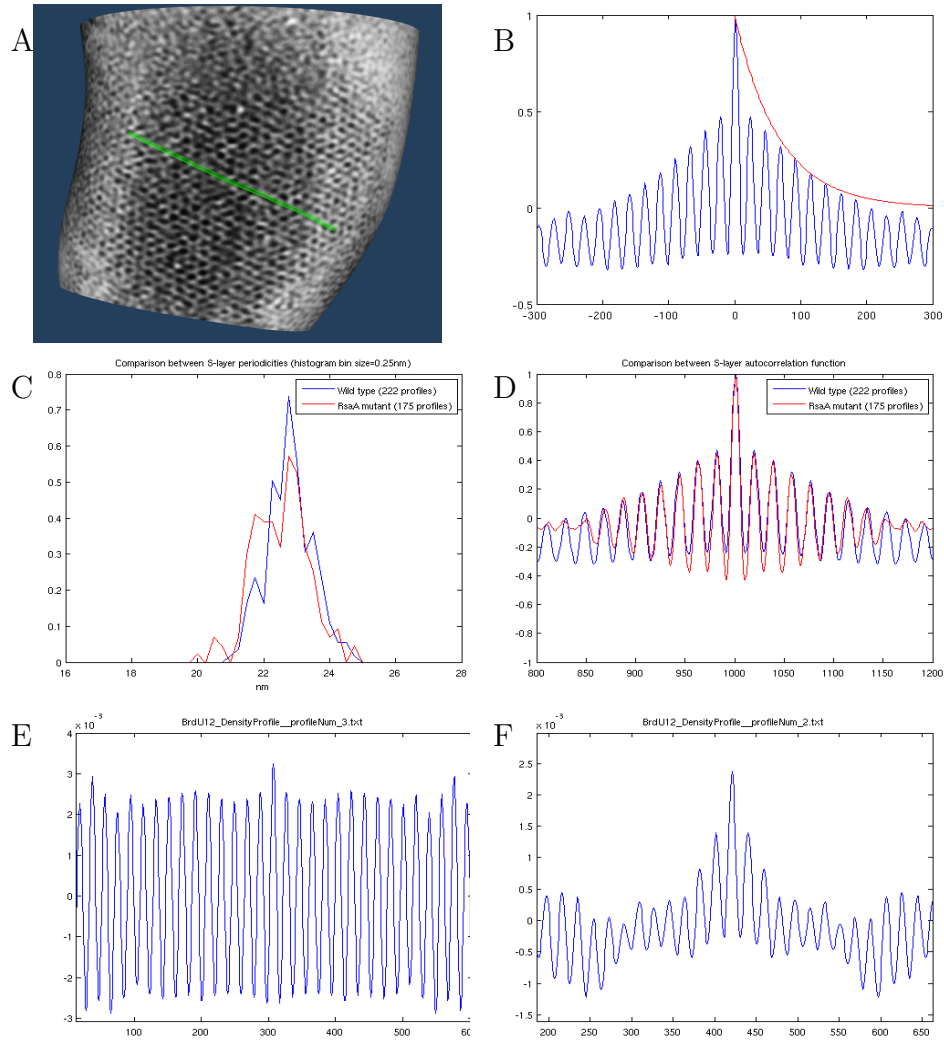 A
B
1
0.5
0
-0.5
-300 -200 -100 0 100 200 300
C
Comparison between S-layer periodicities (histogram bin size=0.25nm)
0.8
0.7
0.6
0.5
0.4
0.3
0.2
0.1
0
Wild type (222 profiles)
RsaA mutant (175 profiles)
16 18 20 22 24 26 28
nm
D
Comparison between S-layer autocorrelation function
1
0.8
0.6
0.4
0.2
0
-0.2
-0.4
-0.6
-0.8
-1
Wild type (222 profiles)
RsaA mutant (175 profiles)
800 850 900 950 1000 1050 1100 1150 1200
E
BrdU12_DensityProfile__profileNum_3.txt
× 10⁻³
4
3
2
1
0
-1
-2
-3
100 200 300 400 500 60
F
BrdU12_DensityProfile__profileNum_2.txt
× 10⁻³
2.5
2
1.5
1
0.5
0
-0.5
-1
-1.5
200 250 300 350 400 450 500 550 600 650